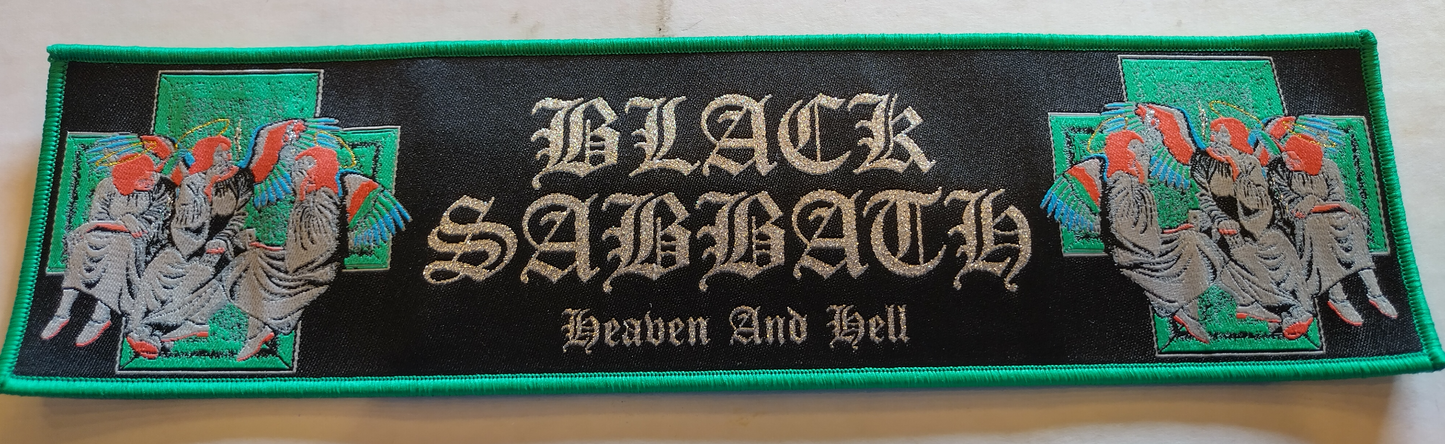 BLACK
SABBATH
Heaven And Hell